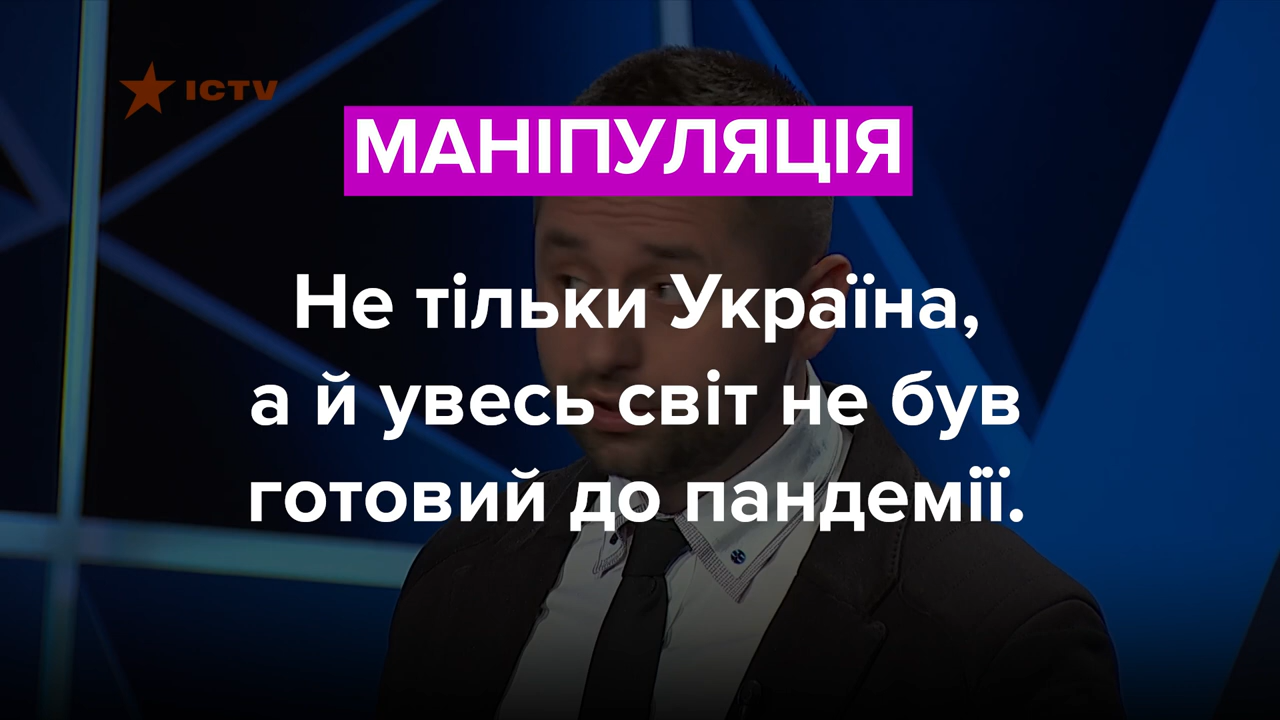 ICTV
МАНІПУЛЯЦІЯ
Не тільки Україна,
а й увесь світ не був
готовий до пандемії.